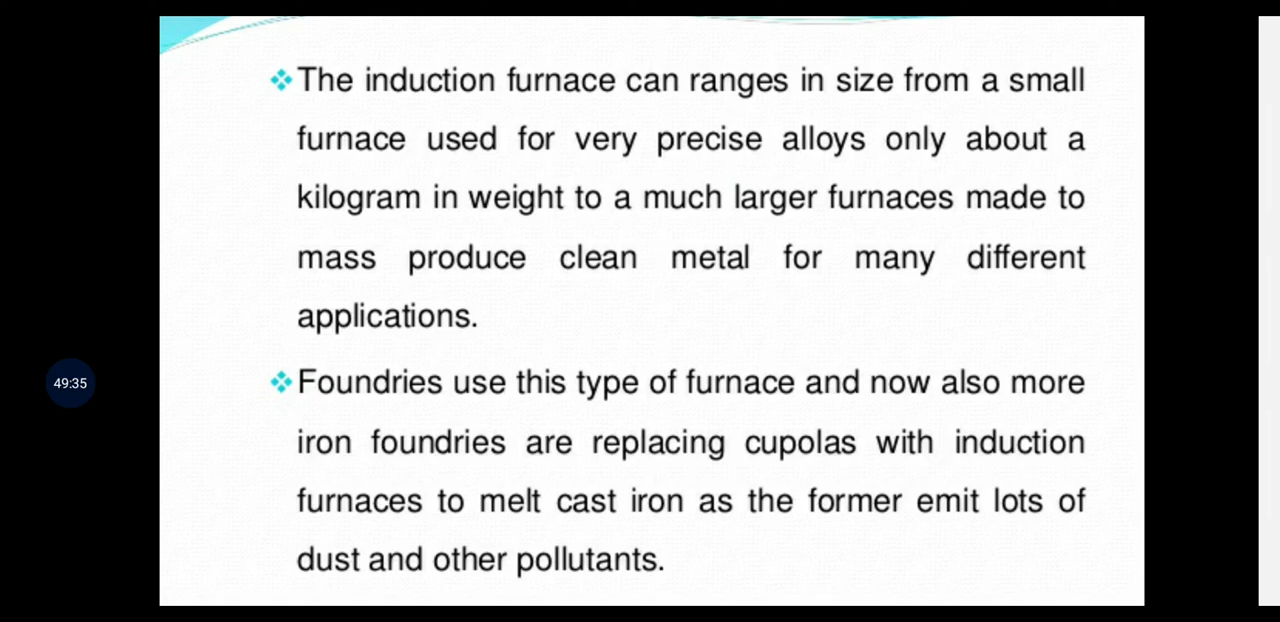 The induction furnace can ranges in size from a small
furnace used for very precise alloys only about a
kilogram in weight to a much larger furnaces made to
mass produce clean metal for many different
applications.
Foundries use this type of furnace and now also more
iron foundries are replacing cupolas with induction
furnaces to melt cast iron as the former emit lots of
dust and other pollutants.
49:35